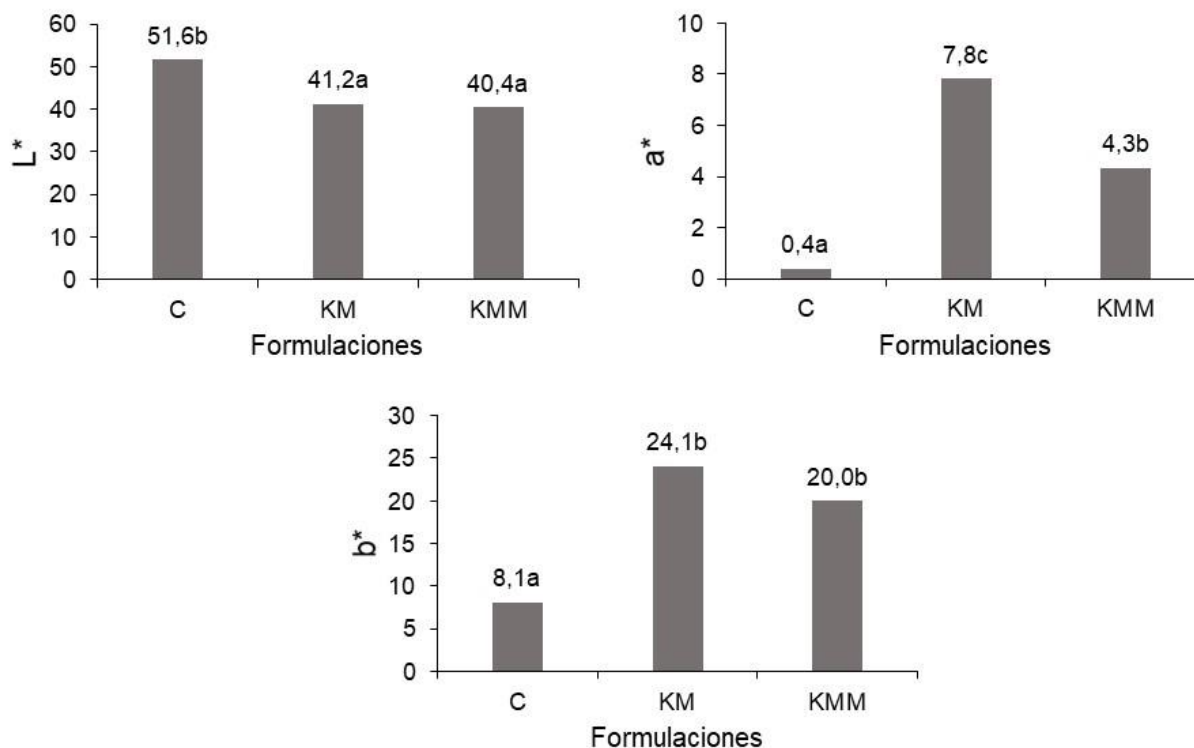 60
50
40
30
20
10
0
L*
51,6b
41,2a
40,4a
C KM KMM
Formulaciones
10
8
6
4
2
0
a*
0,4a
7,8c
4,3b
C KM KMM
Formulaciones
30
25
20
15
10
5
0
b*
8,1a
24,1b
20,0b
C KM KMM
Formulaciones